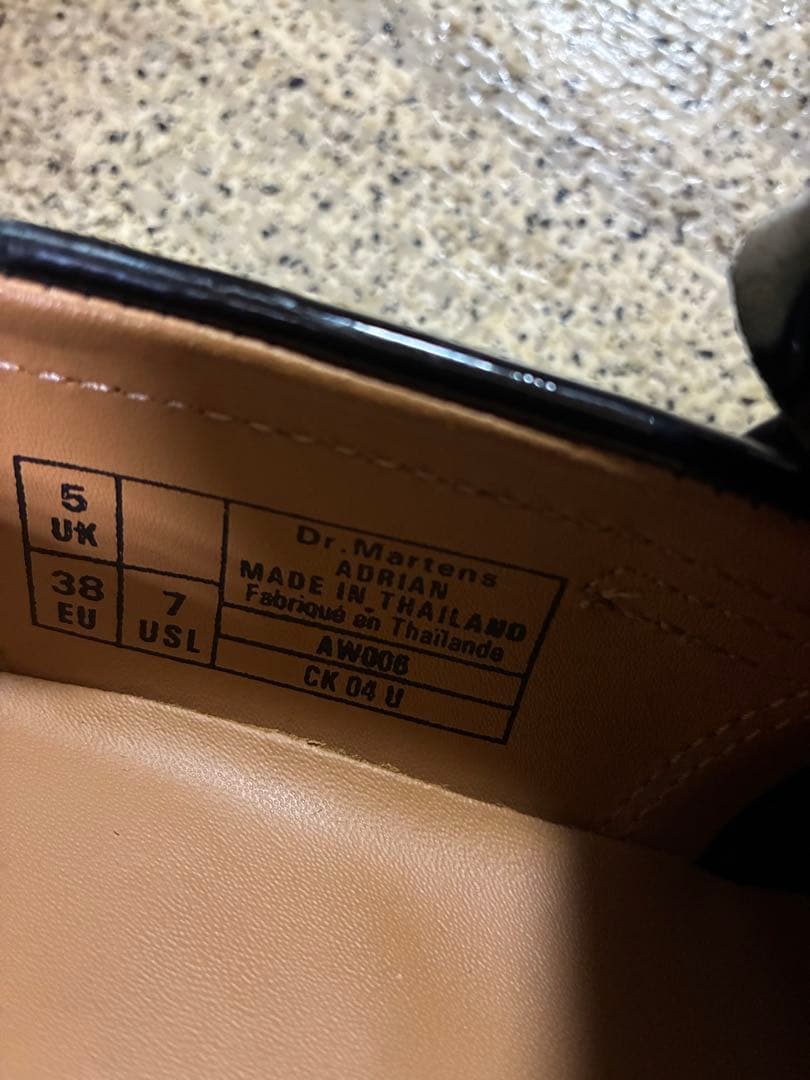 5
UK
38
EU
7
USL
Dr.Martens
ADRIAN
MADE IN THAILAND
Fabriqué en Thaïlande
AW006
CK 04 U